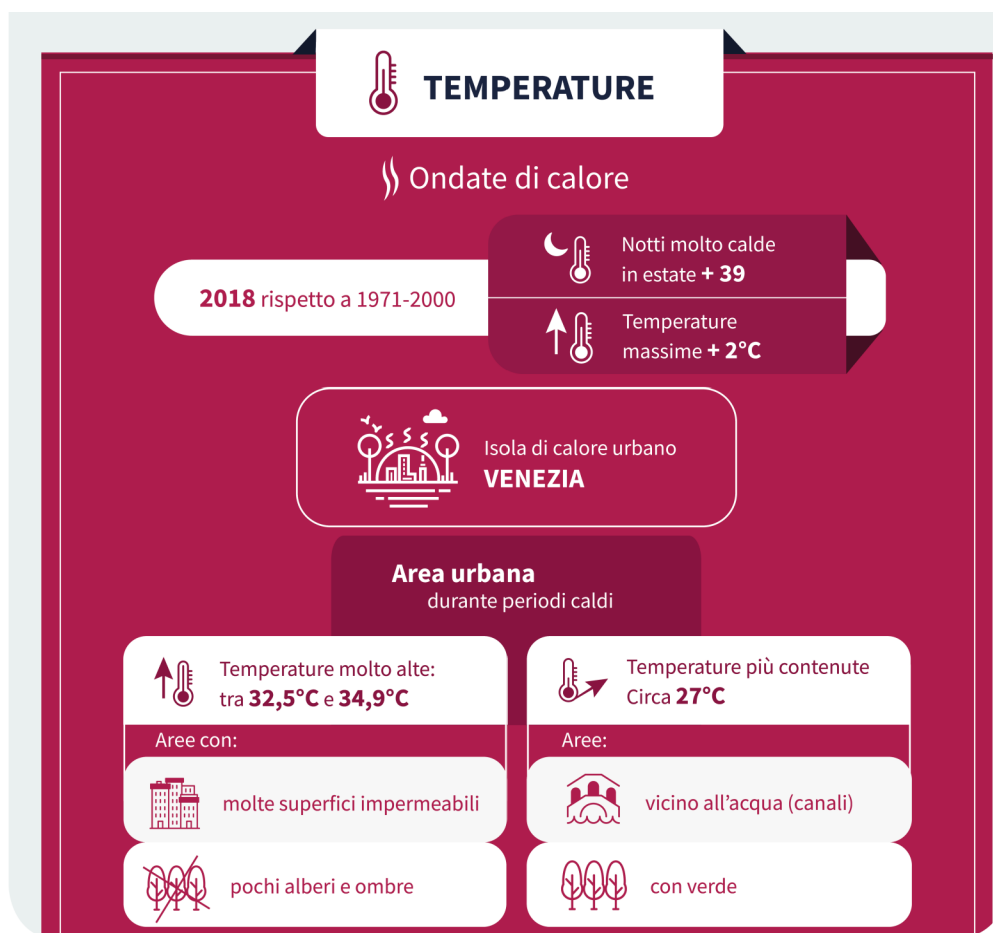 TEMPERATURE
Ondate di calore
2018 rispetto a 1971-2000
Notti molto calde
in estate + 39
Temperature
massime + 2°C
Isola di calore urbano
VENEZIA
Area urbana
durante periodi caldi
Temperature molto alte:
tra 32,5°C e 34,9°C
Aree con:
molte superfici impermeabili
pochi alberi e ombre
Temperature più contenute
Circa 27°C
Aree:
vicino all'acqua (canali)
con verde